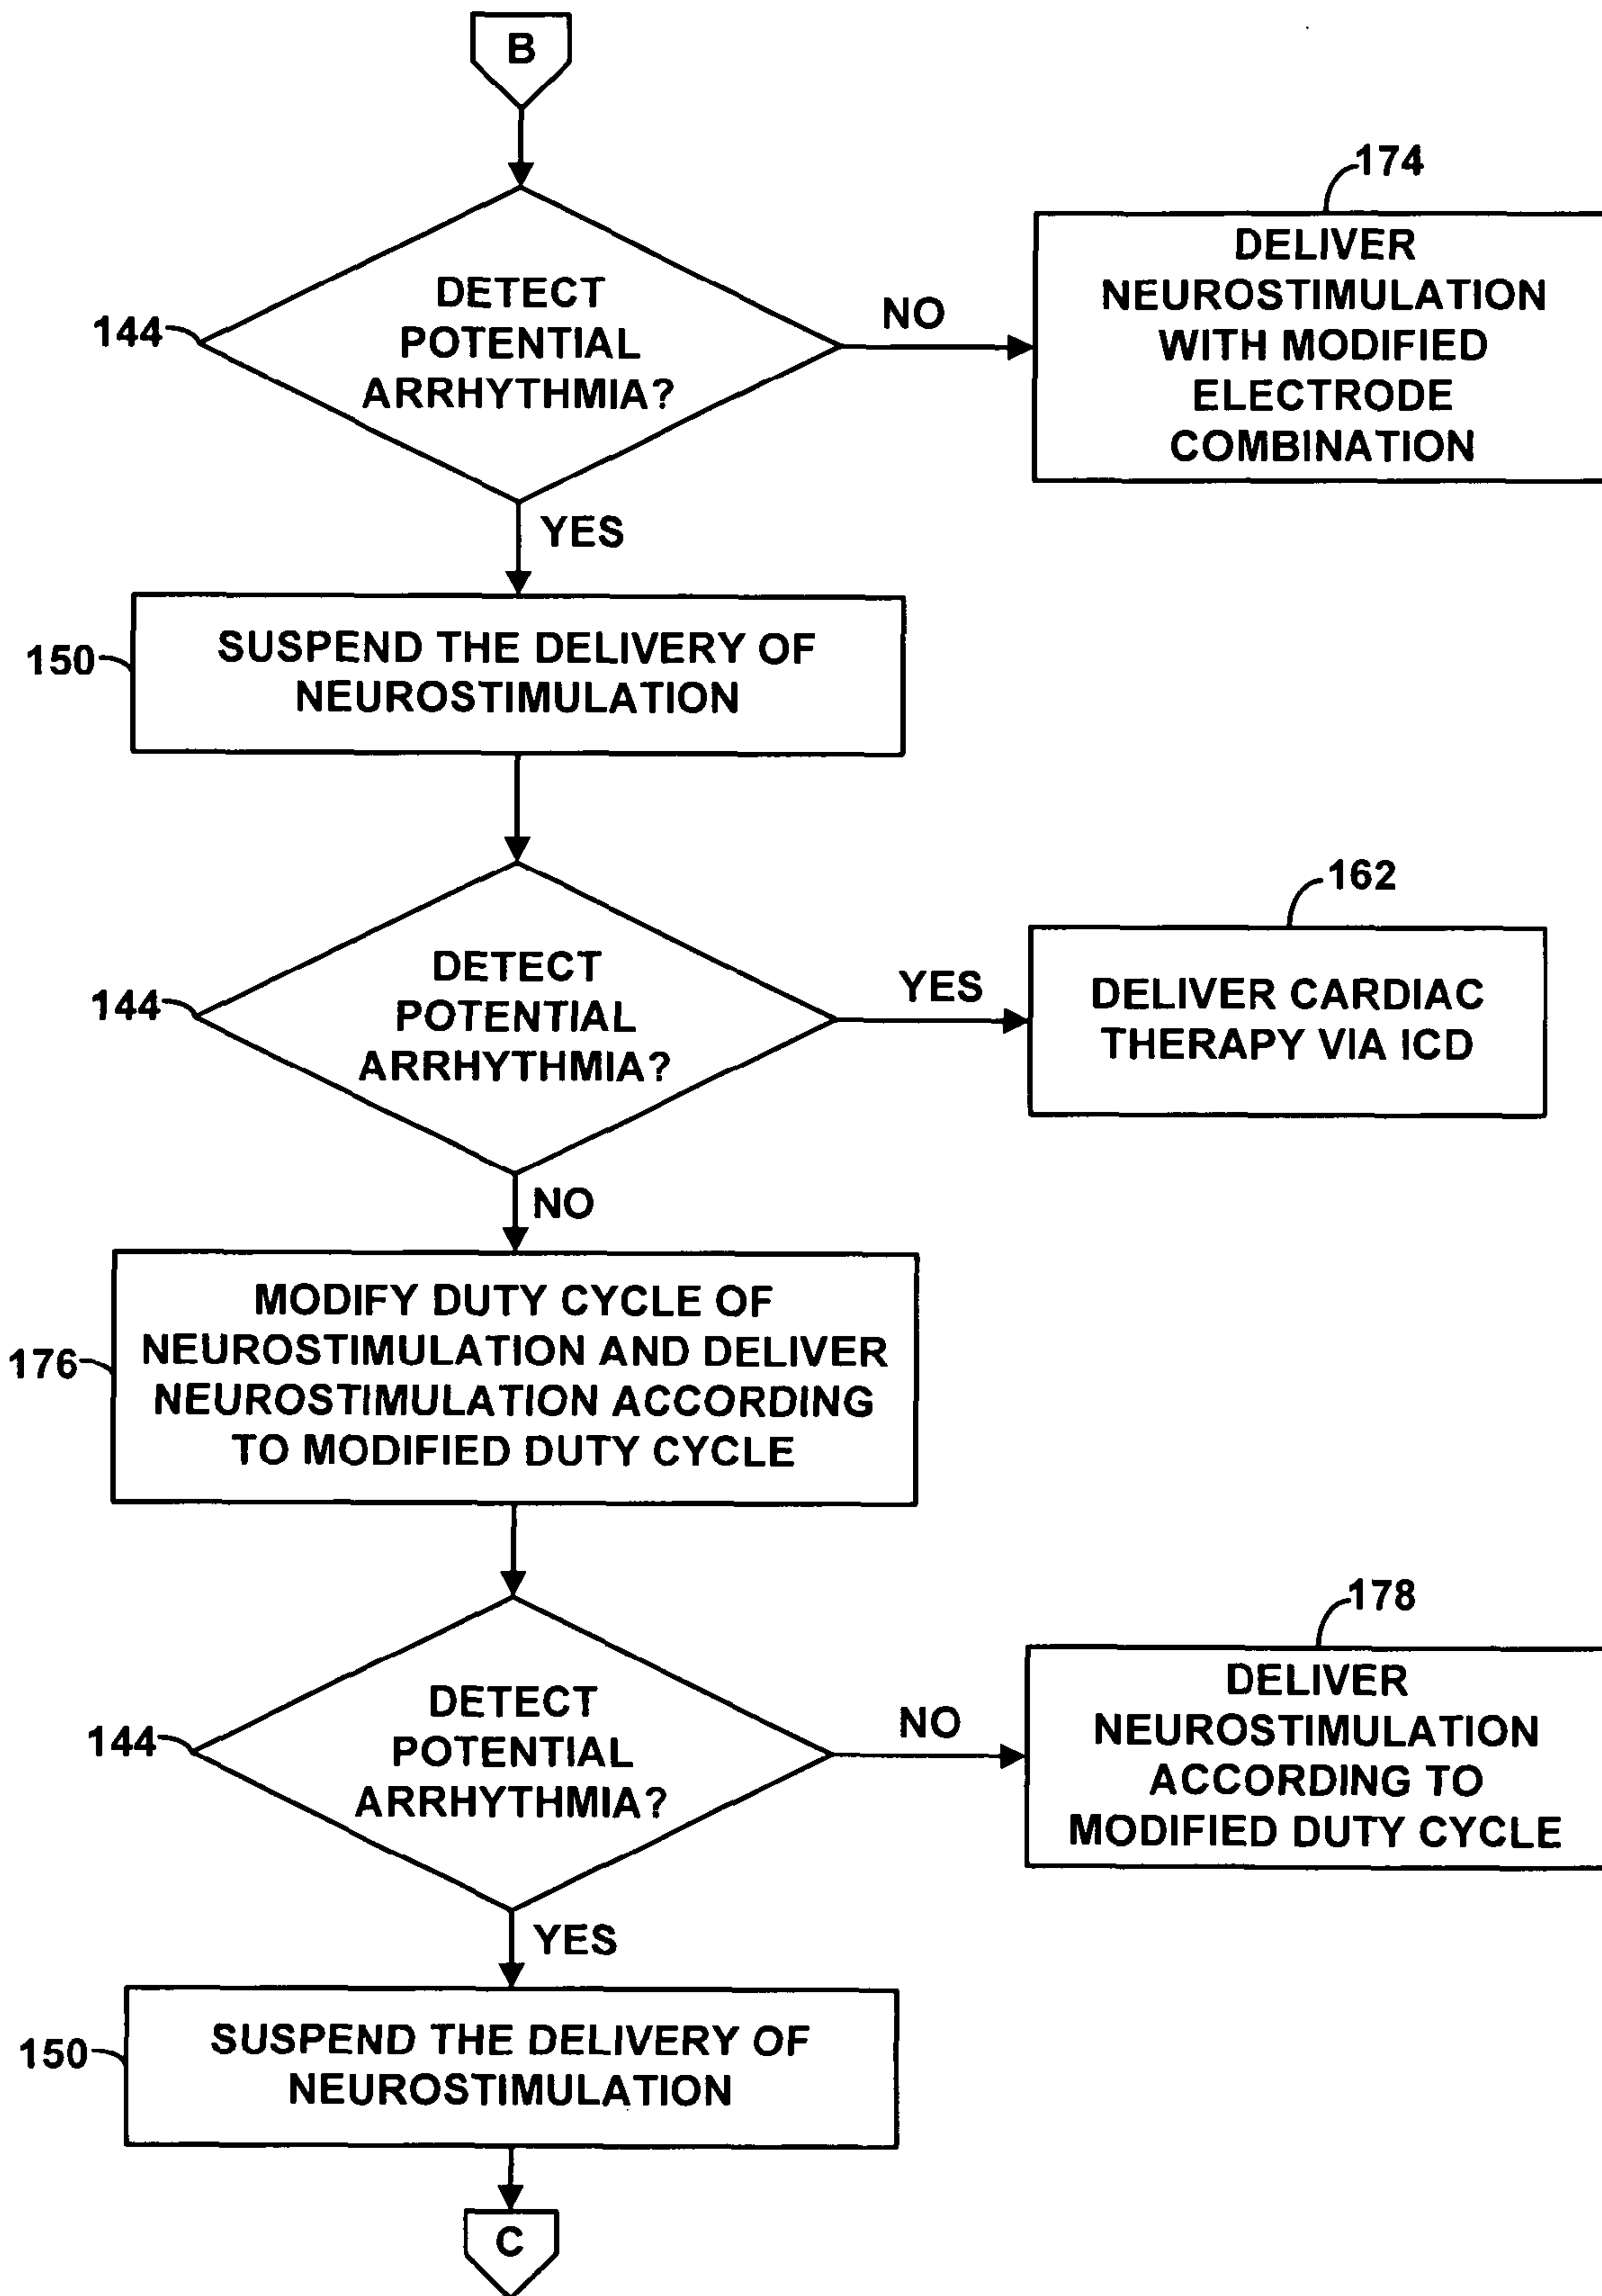 B
174
DELIVER
NEUROSTIMULATION
WITH MODIFIED
ELECTRODE
COMBINATION
NO
144
DETECT
POTENTIAL
ARRHYTHMIA?
YES
150
SUSPEND THE DELIVERY OF
NEUROSTIMULATION
162
DELIVER CARDIAC
THERAPY VIA ICD
YES
144
DETECT
POTENTIAL
ARRHYTHMIA?
NO
176
MODIFY DUTY CYCLE OF
NEUROSTIMULATION AND DELIVER
NEUROSTIMULATION ACCORDING
TO MODIFIED DUTY CYCLE
178
DELIVER
NEUROSTIMULATION
ACCORDING TO
MODIFIED DUTY CYCLE
NO
144
DETECT
POTENTIAL
ARRHYTHMIA?
YES
150
SUSPEND THE DELIVERY OF
NEUROSTIMULATION
C